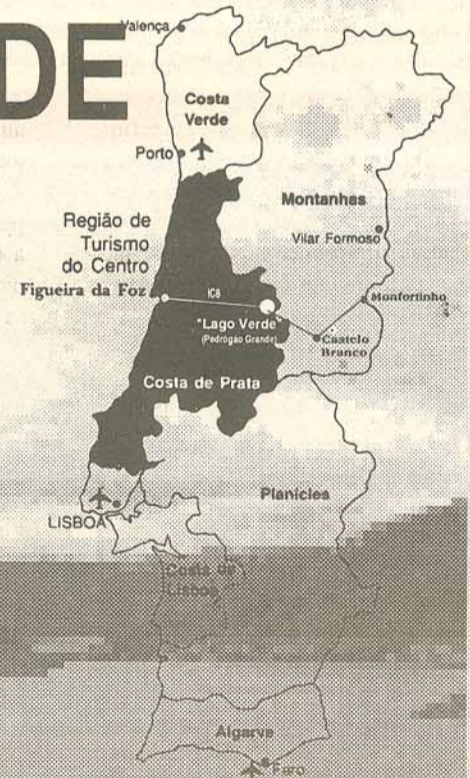 DE
Valença
Costa
Verde
Porto
Montanhas
Região de
Turismo
do Centro
Vilar Formoso
Figueira da Foz
IC8
Monfortinho
"Lago Verde"
(Pedrógão Grande)
Castelo
Branco
Costa de Prata
Planícies
LISBOA
Costa de
Lisboa
Algarve
Faro